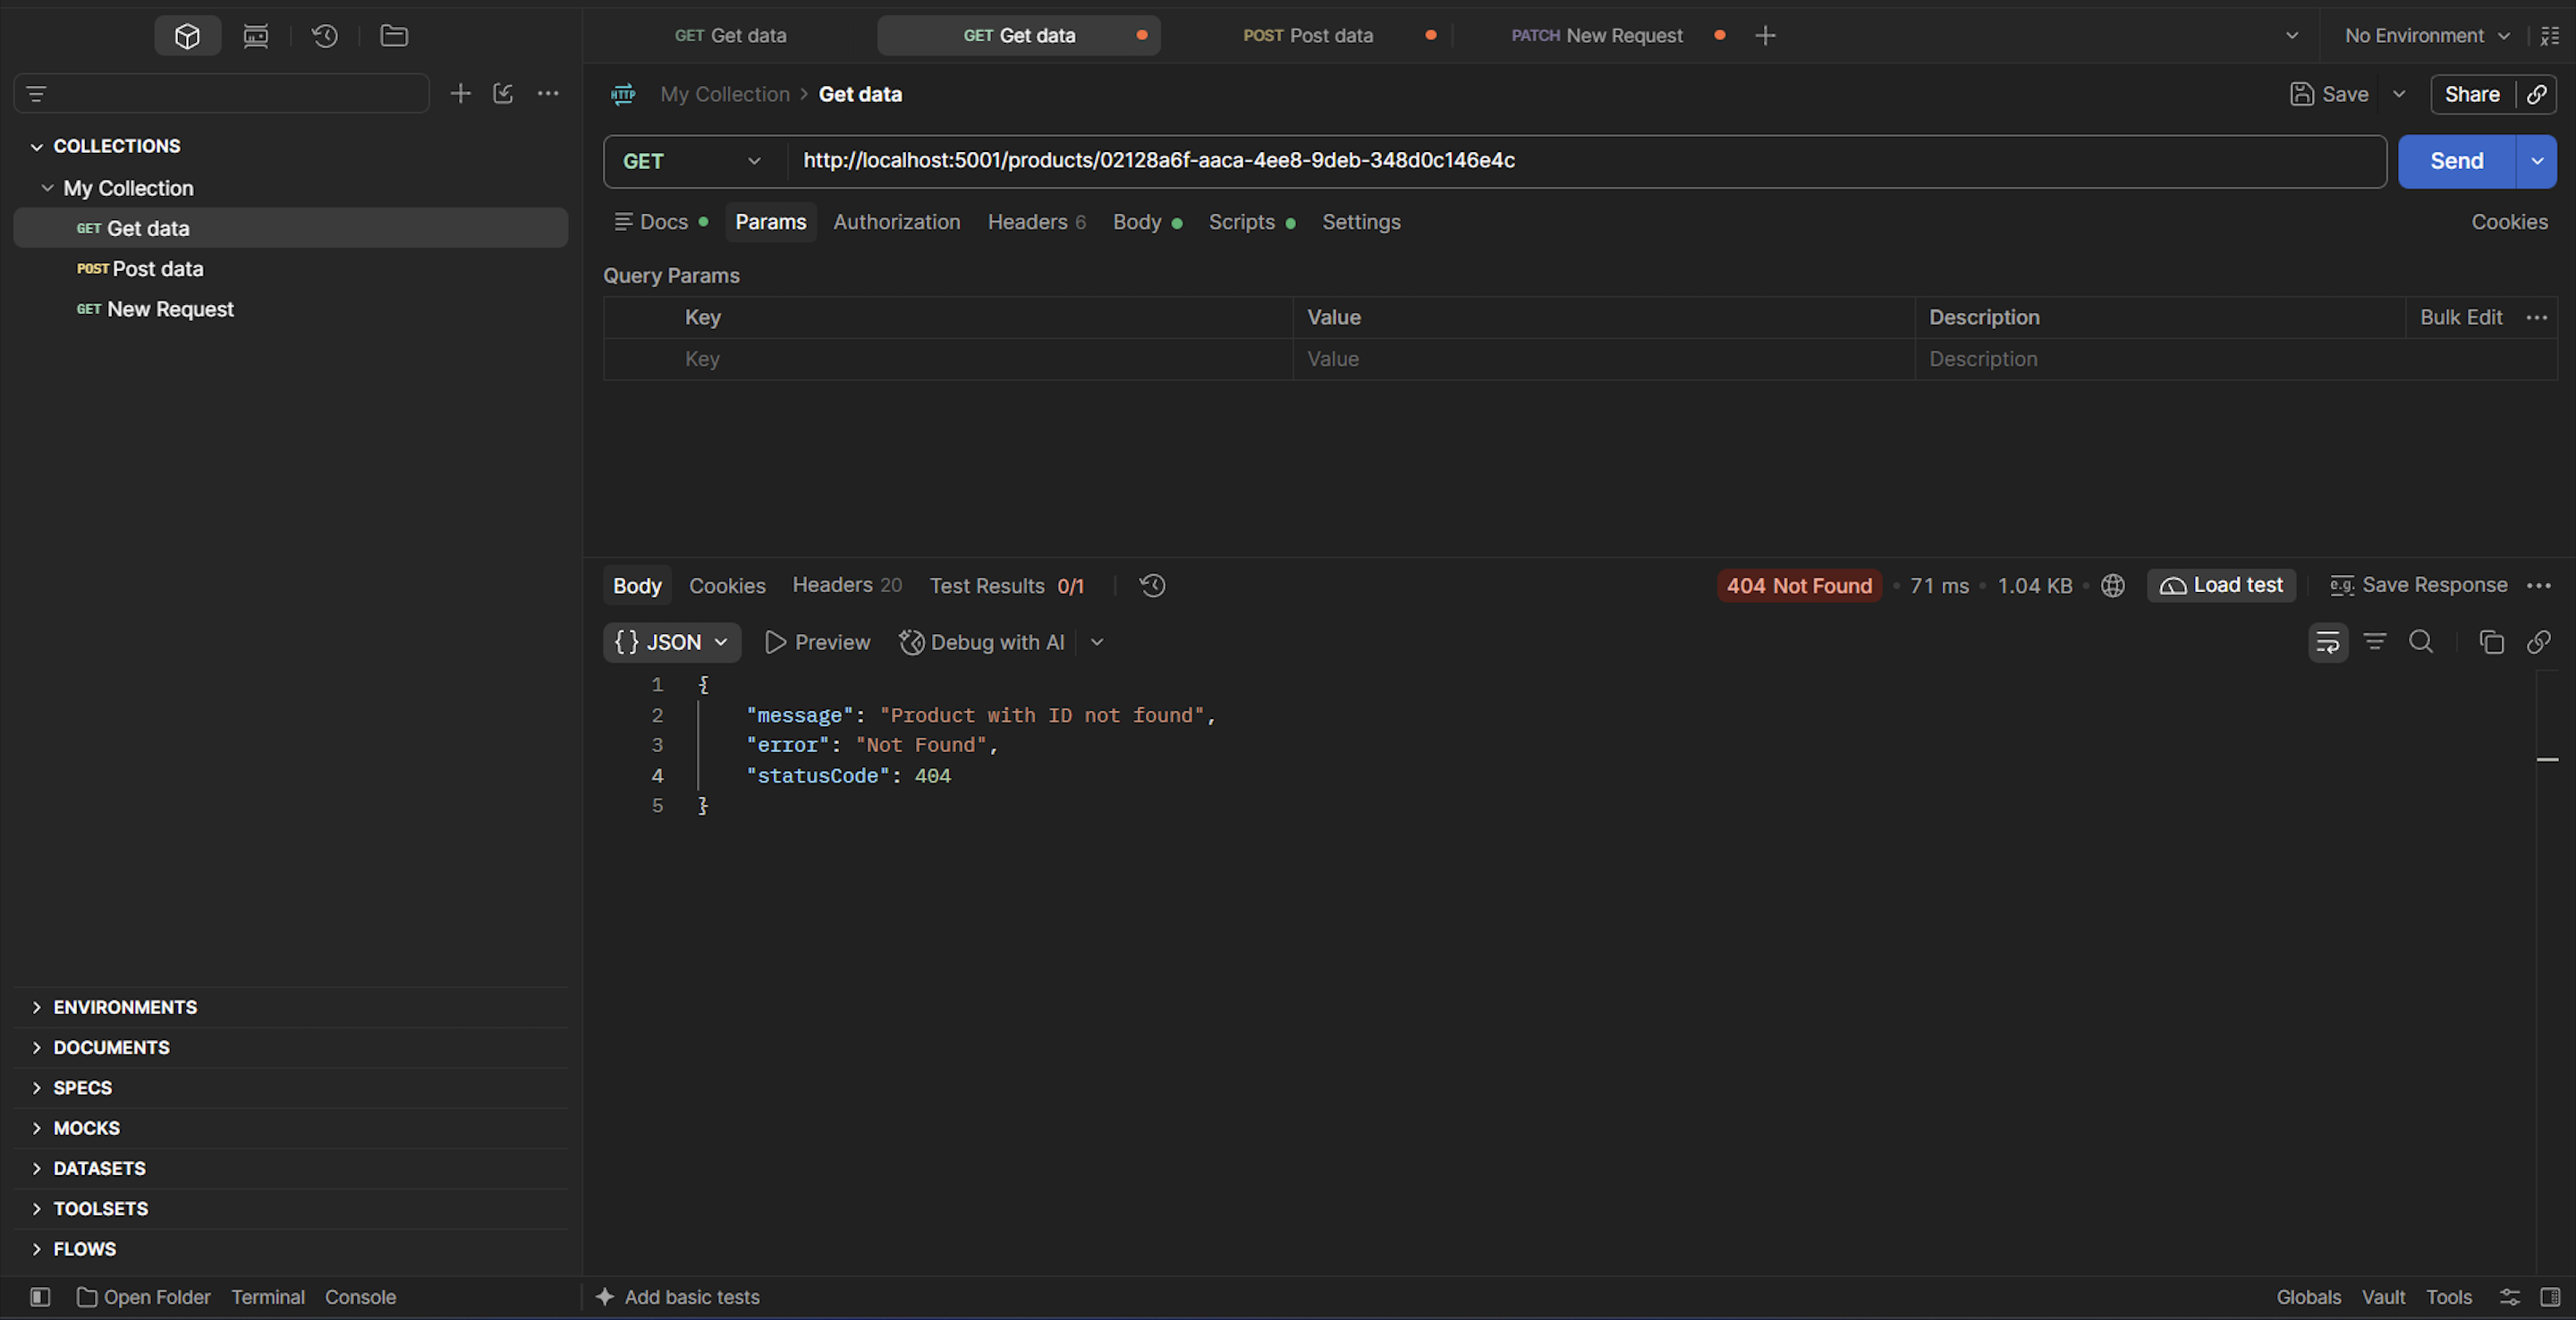 GET Get data
GET Get data
POST Post data
PATCH New Request
No Environment
HTTP My Collection > Get data
Save
Share
COLLECTIONS
My Collection
GET Get data
POST Post data
GET New Request
GET http://localhost:5001/products/02128a6f-aaca-4ee8-9deb-348d0c146e4c
Send
Docs Params Authorization Headers 6 Body Scripts Settings Cookies
Query Params
Key Value Description Bulk Edit
Key Value Description
Body Cookies Headers 20 Test Results 0/1
404 Not Found 71 ms 1.04 KB Load test e.g. Save Response
{} JSON Preview Debug with AI
1 {
2 "message": "Product with ID not found",
3 "error": "Not Found",
4 "statusCode": 404
5 }
ENVIRONMENTS
DOCUMENTS
SPECS
MOCKS
DATASETS
TOOLSETS
FLOWS
Open Folder Terminal Console
Add basic tests
Globals Vault Tools